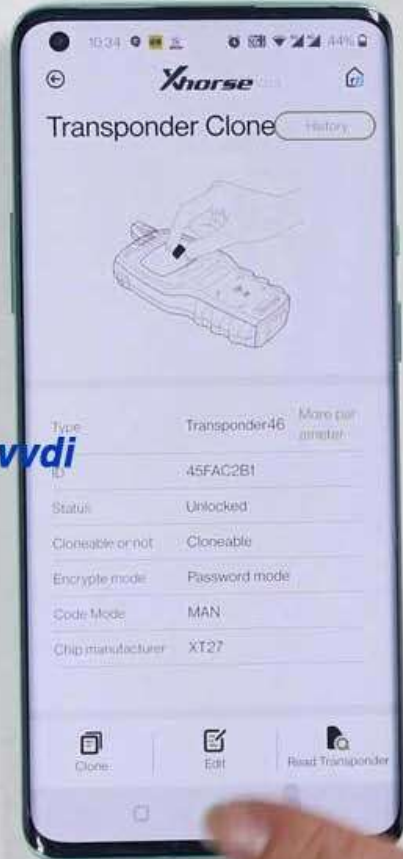 10:34 44%
Xhorse
Transponder Clone History
Type Transponder46 More par
ameter
vvdi
ID 45FAC2B1
Status Unlocked
Cloneable or not Cloneable
Encrypte mode Password mode
Code Mode MAN
Chip manufacturer XT27
Clone Edit Read Transponder